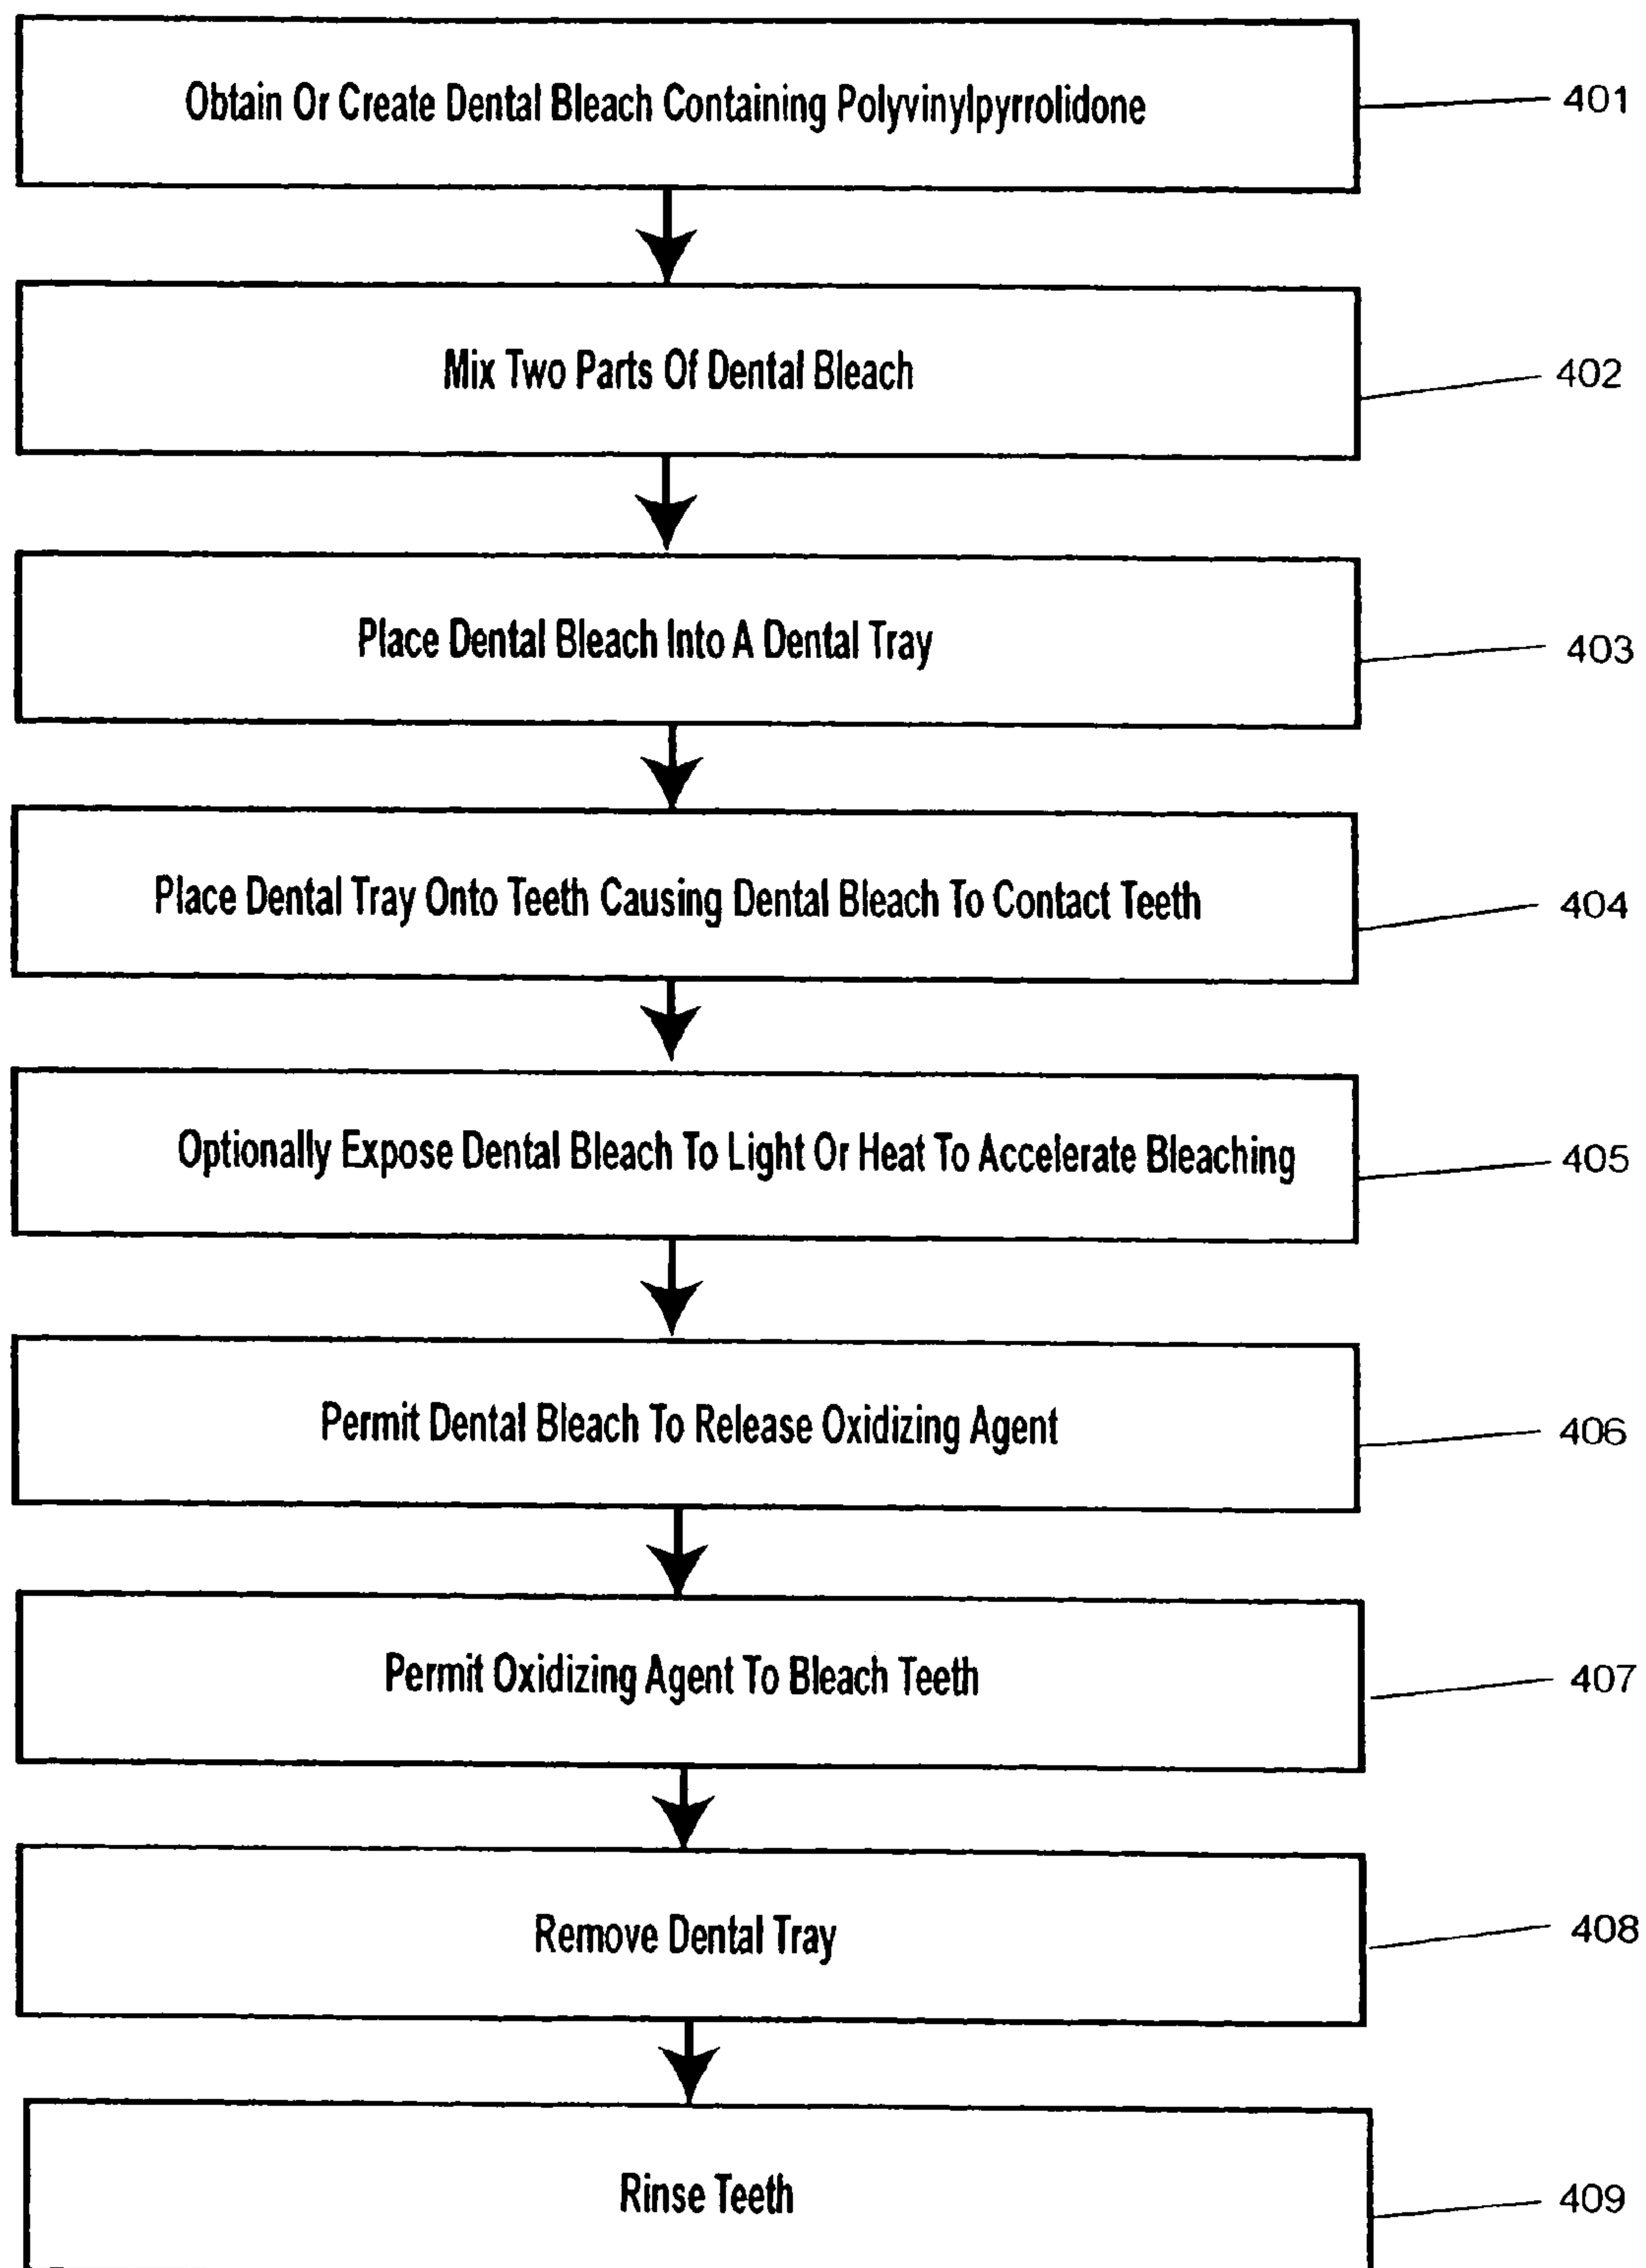 Obtain Or Create Dental Bleach Containing Polyvinylpyrrolidone
401
Mix Two Parts Of Dental Bleach
402
Place Dental Bleach Into A Dental Tray
403
Place Dental Tray Onto Teeth Causing Dental Bleach To Contact Teeth
404
Optionally Expose Dental Bleach To Light Or Heat To Accelerate Bleaching
405
Permit Dental Bleach To Release Oxidizing Agent
406
Permit Oxidizing Agent To Bleach Teeth
407
Remove Dental Tray
408
Rinse Teeth
409